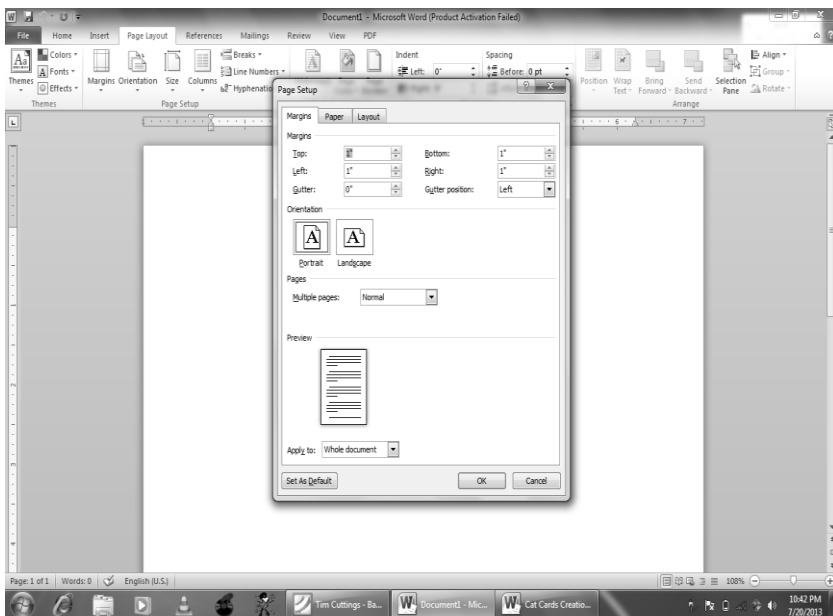 Document1 - Microsoft Word (Product Activation Failed)
File Home Insert Page Layout References Mailings Review View PDF
Themes
Colors
Fonts
Effects
Themes
Margins Orientation Size Columns
Breaks
Line Numbers
Hyphenatio
Page Setup
Indent
Left: 0"
Spacing
Before: 0 pt
Position Wrap Text Bring Forward Send Backward Selection Pane
Align
Group
Rotate
Arrange
Page Setup
Margins Paper Layout
Margins
Top: Bottom: 1"
Left: 1" Right: 1"
Gutter: 0" Gutter position: Left
Orientation
Portrait Landscape
Pages
Multiple pages: Normal
Preview
Apply to: Whole document
Set As Default OK Cancel
Page: 1 of 1 Words: 0 English (U.S.) 108%
Tim Cuttings - Ba... Document1 - Mic... Cat Cards Creatio...
10:42 PM
7/20/2013